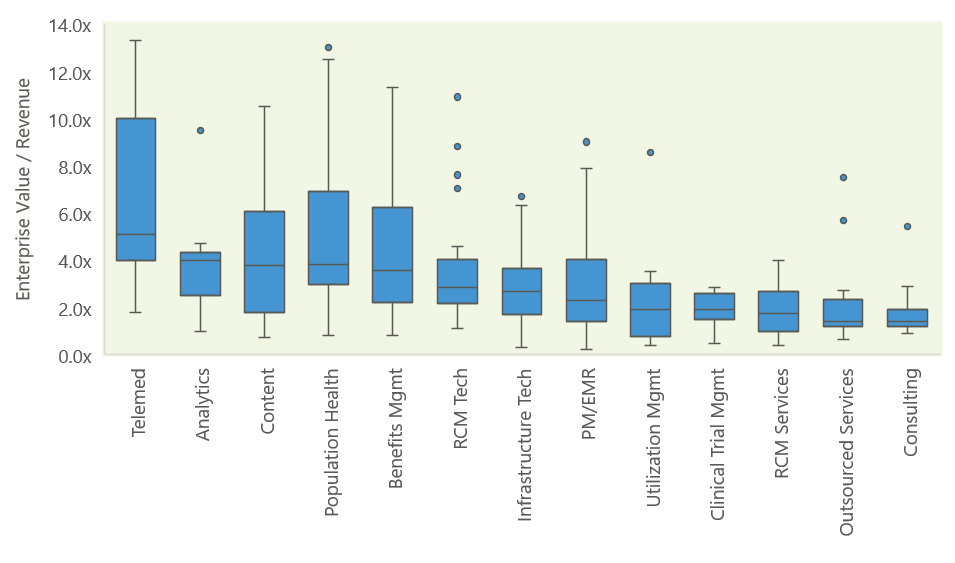 14.0x
12.0x
10.0x
8.0x
6.0x
4.0x
2.0x
0.0x
Enterprise Value / Revenue
Telemed
Analytics
Content
Population Health
Benefits Mgmt
RCM Tech
Infrastructure Tech
PM/EMR
Utilization Mgmt
Clinical Trial Mgmt
RCM Services
Outsourced Services
Consulting